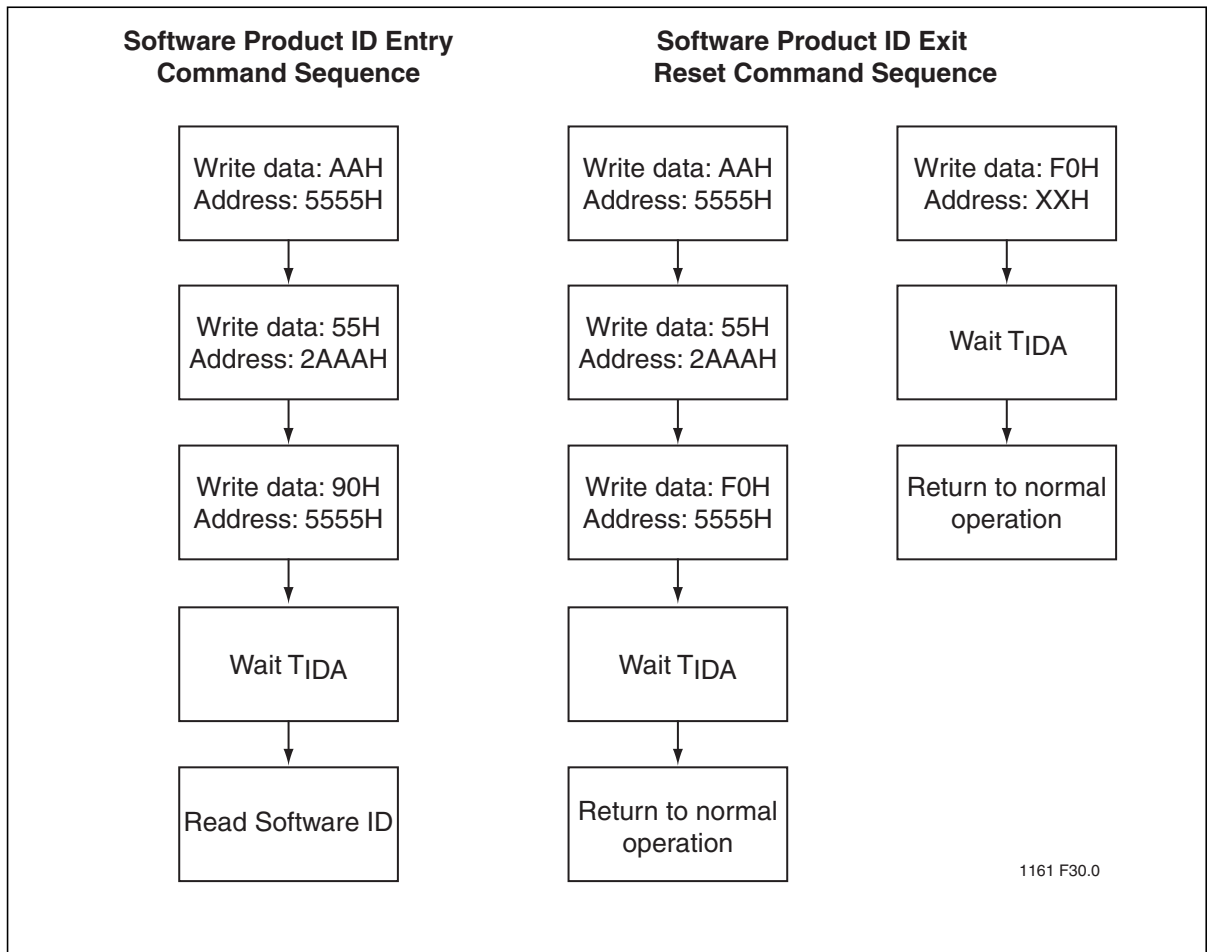 Software Product ID Entry
Command Sequence
Write data: AAH
Address: 5555H
Write data: 55H
Address: 2AAAH
Write data: 90H
Address: 5555H
Wait TIDA
Read Software ID
Software Product ID Exit
Reset Command Sequence
Write data: AAH
Address: 5555H
Write data: 55H
Address: 2AAAH
Write data: F0H
Address: 5555H
Wait TIDA
Return to normal
operation
Write data: F0H
Address: XXH
Wait TIDA
Return to normal
operation
1161 F30.0